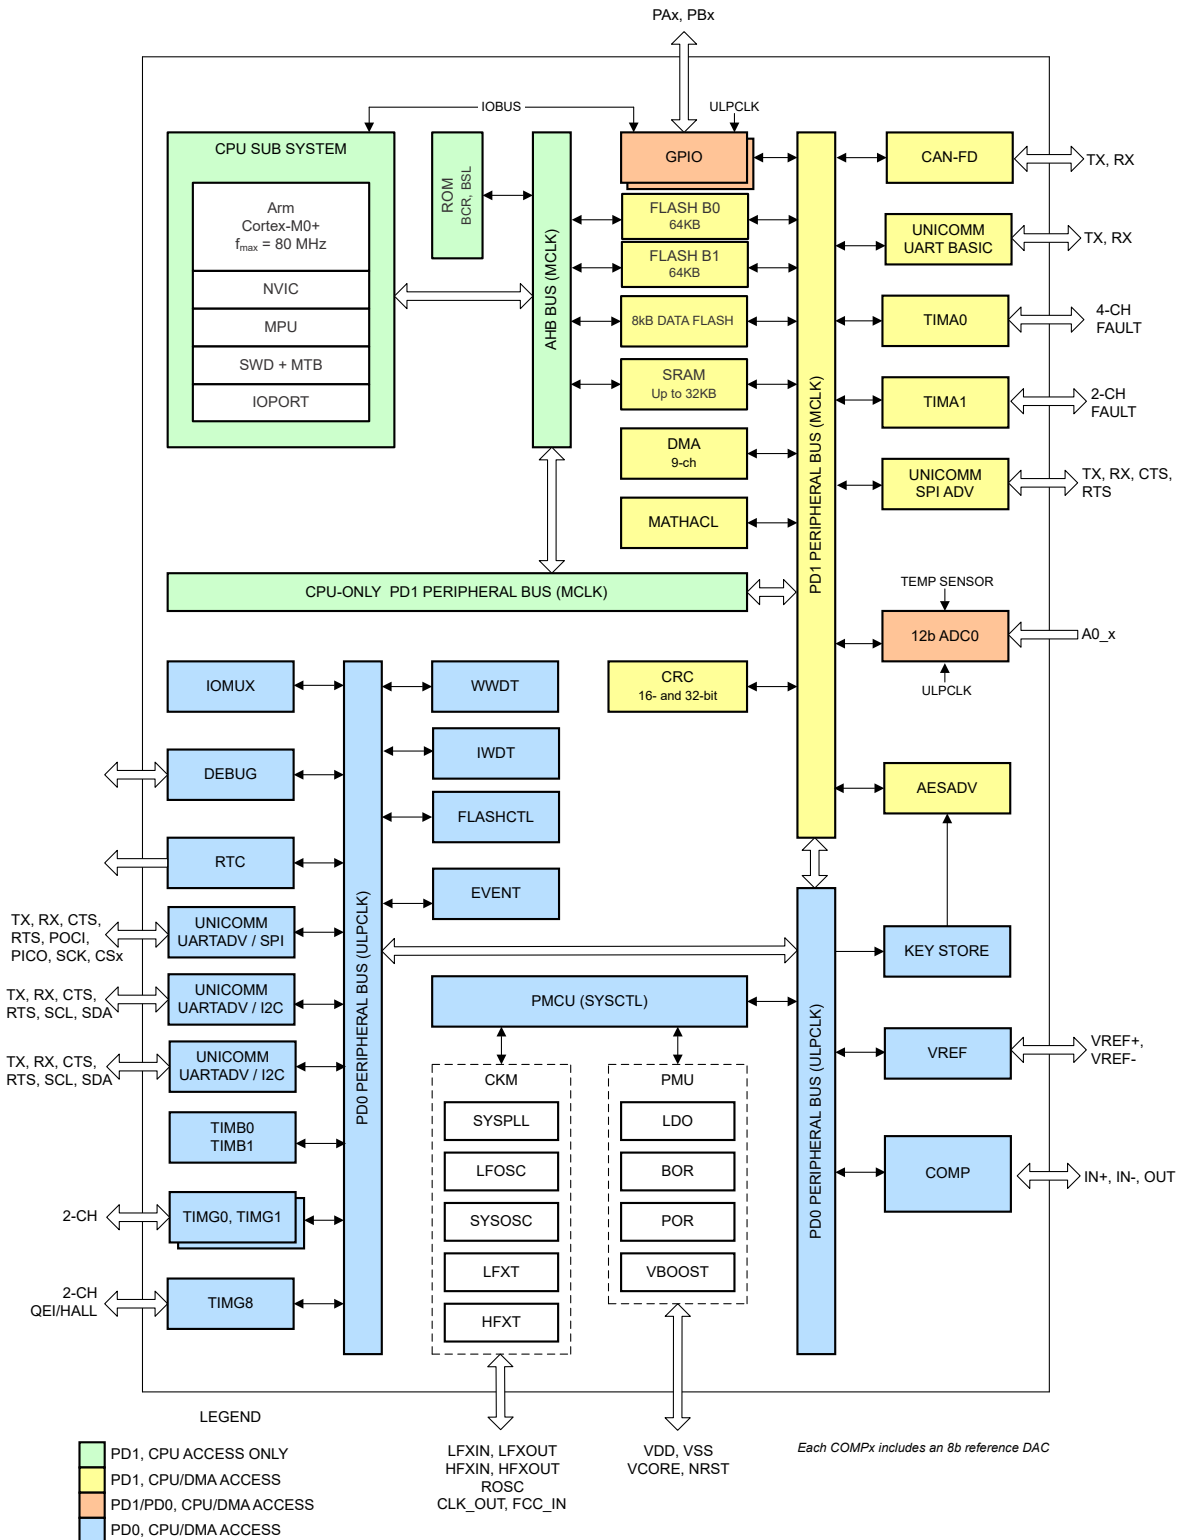 PAx, PBx
IOBUS
ULPCLK
CPU SUB SYSTEM
Arm
Cortex-M0+
fmax = 80 MHz
NVIC
MPU
SWD + MTB
IOPORT
ROM
BCR, BSL
AHB BUS (MCLK)
GPIO
FLASH B0
64KB
FLASH B1
64KB
8kB DATA FLASH
SRAM
Up to 32KB
DMA
9-ch
MATHACL
CPU-ONLY PD1 PERIPHERAL BUS (MCLK)
CRC
16- and 32-bit
PD1 PERIPHERAL BUS (MCLK)
CAN-FD
TX, RX
UNICOMM
UART BASIC
TX, RX
TIMA0
4-CH
FAULT
TIMA1
2-CH
FAULT
UNICOMM
SPI ADV
TX, RX, CTS,
RTS
TEMP SENSOR
12b ADC0
A0_x
ULPCLK
AESADV
KEY STORE
VREF
VREF+,
VREF-
COMP
IN+, IN-, OUT
PD0 PERIPHERAL BUS (ULPCLK)
IOMUX
DEBUG
RTC
UNICOMM
UARTADV / SPI
TX, RX, CTS,
RTS, POCI,
PICO, SCK, CSx
UNICOMM
UARTADV / I2C
TX, RX, CTS,
RTS, SCL, SDA
UNICOMM
UARTADV / I2C
TX, RX, CTS,
RTS, SCL, SDA
TIMB0
TIMB1
TIMG0, TIMG1
2-CH
TIMG8
2-CH
QEI/HALL
PD0 PERIPHERAL BUS (ULPCLK)
WWDT
IWDT
FLASHCTL
EVENT
PMCU (SYSCTL)
CKM
SYSPLL
LFOSC
SYSOSC
LFXT
HFXT
PMU
LDO
BOR
POR
VBOOST
LFXIN, LFXOUT
HFXIN, HFXOUT
ROSC
CLK_OUT, FCC_IN
VDD, VSS
VCORE, NRST
Each COMPx includes an 8b reference DAC
LEGEND
PD1, CPU ACCESS ONLY
PD1, CPU/DMA ACCESS
PD1/PD0, CPU/DMA ACCESS
PD0, CPU/DMA ACCESS